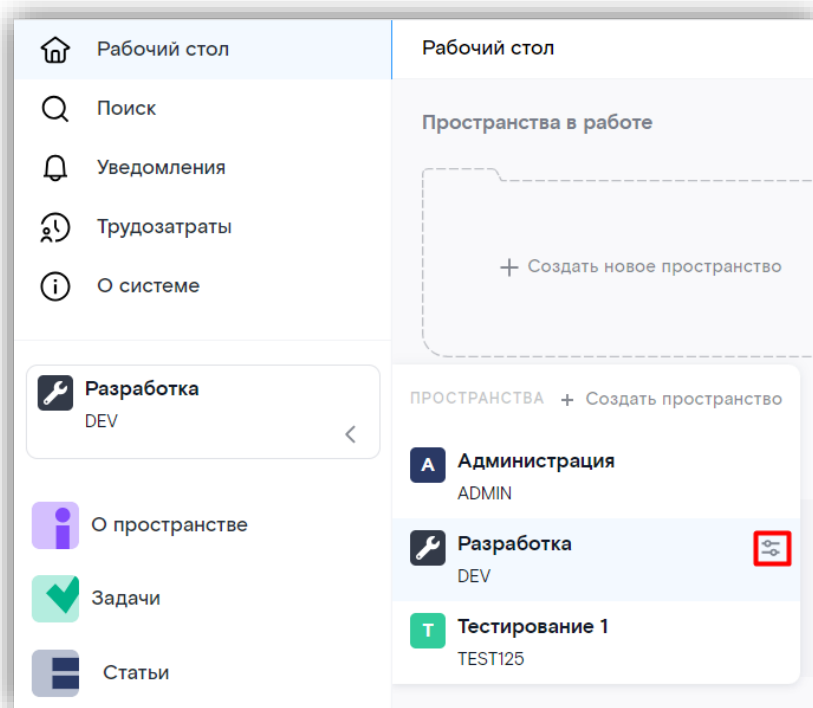 Рабочий стол
Поиск
Уведомления
Трудозатраты
О системе
Разработка
DEV
О пространстве
Задачи
Статьи
Рабочий стол
Пространства в работе
+ Создать новое пространство
ПРОСТРАНСТВА + Создать пространство
А
Администрация
ADMIN
Разработка
DEV
Т
Тестирование 1
TEST125